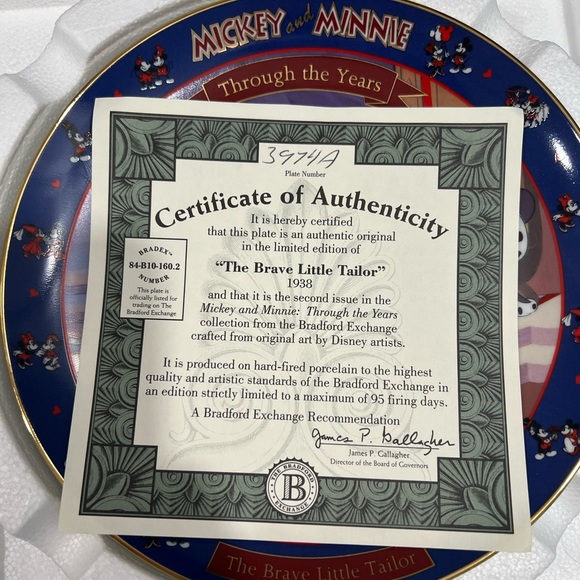 MICKEY and MINNIE
Through the Years
3974A
Plate Number
Certificate of Authenticity
It is hereby certified
that this plate is an authentic original
in the limited edition of
"The Brave Little Tailor"
1938
and that it is the second issue in the
Mickey and Minnie: Through the Years
collection from the Bradford Exchange
crafted from original art by Disney artists.
BRADEX™
84-B10-160.2
NUMBER
This plate is
officially listed for
trading on The
Bradford Exchange
It is produced on hard-fired porcelain to the highest
quality and artistic standards of the Bradford Exchange in
an edition strictly limited to a maximum of 95 firing days.
A Bradford Exchange Recommendation
James P. Gallagher
James P. Gallagher
Director of the Board of Governors
THE BRADFORD
B
EXCHANGE
The Brave Little Tailor